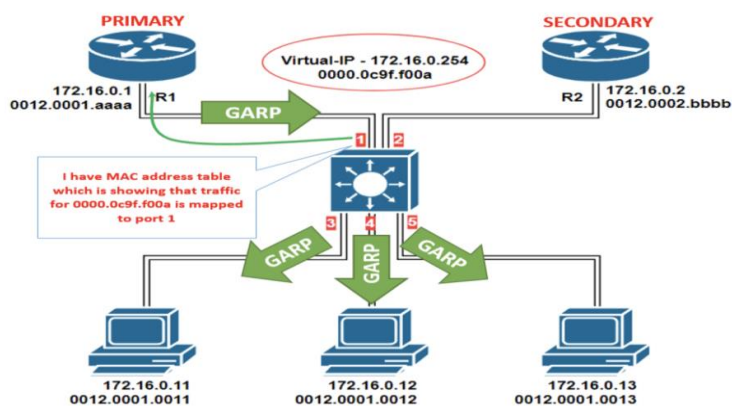 PRIMARY
SECONDARY
Virtual-IP - 172.16.0.254
0000.0c9f.f00a
172.16.0.1
0012.0001.aaaa
R1
R2
172.16.0.2
0012.0002.bbbb
GARP
1
2
I have MAC address table
which is showing that traffic
for 0000.0c9f.f00a is mapped
to port 1
3
4
5
GARP
GARP
GARP
172.16.0.11
0012.0001.0011
172.16.0.12
0012.0001.0012
172.16.0.13
0012.0001.0013